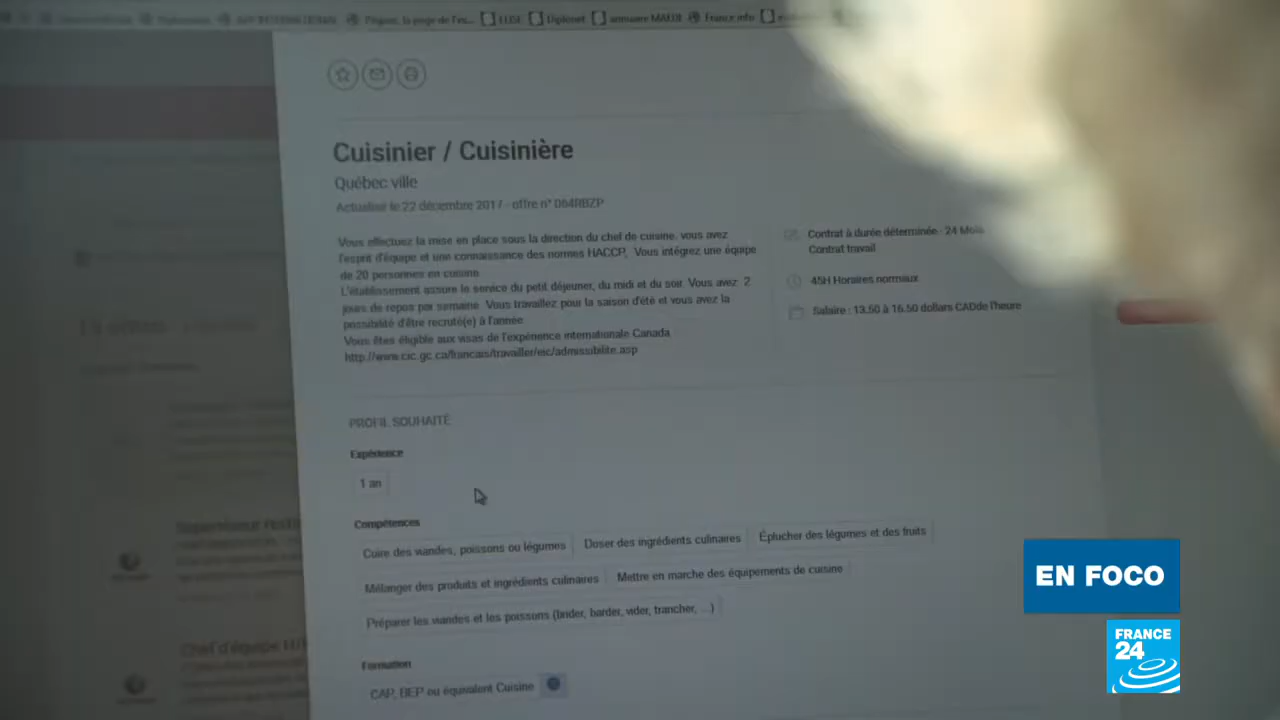 France info
Cuisinier / Cuisinière
Québec ville
Actualisé le 22 décembre 2017 - offre n° 064RBZP
Vous effectuez la mise en place sous la direction du chef de cuisine, vous avez
l'esprit d'équipe et une connaissance des normes HACCP, Vous intégrez une équipe
de 20 personnes en cuisine
L'établissement assure le service du petit déjeuner, du midi et du soir. Vous avez 2
jours de repos par semaine. Vous travaillez pour la saison d'été et vous avez la
possibilité d'être recruté(e) à l'année
Vous êtes éligible aux visas de l'expérience internationale Canada
http://www.cic.gc.ca/francais/travailler/eic/admissibilite.asp
Contrat à durée déterminée - 24 Mois
Contrat travail
45H Horaires normaux
Salaire : 13.50 à 16.50 dollars CADde l'heure
PROFIL SOUHAITÉ
Expérience
1 an
Compétences
Cuire des viandes, poissons ou légumes
Doser des ingrédients culinaires
Éplucher des légumes et des fruits
Mélanger des produits et ingrédients culinaires
Mettre en marche des équipements de cuisine
Préparer les viandes et les poissons (brider, barder, vider, trancher, ...)
Formation
CAP, BEP ou équivalent Cuisine
Chef d'équipe
EN FOCO
FRANCE
24